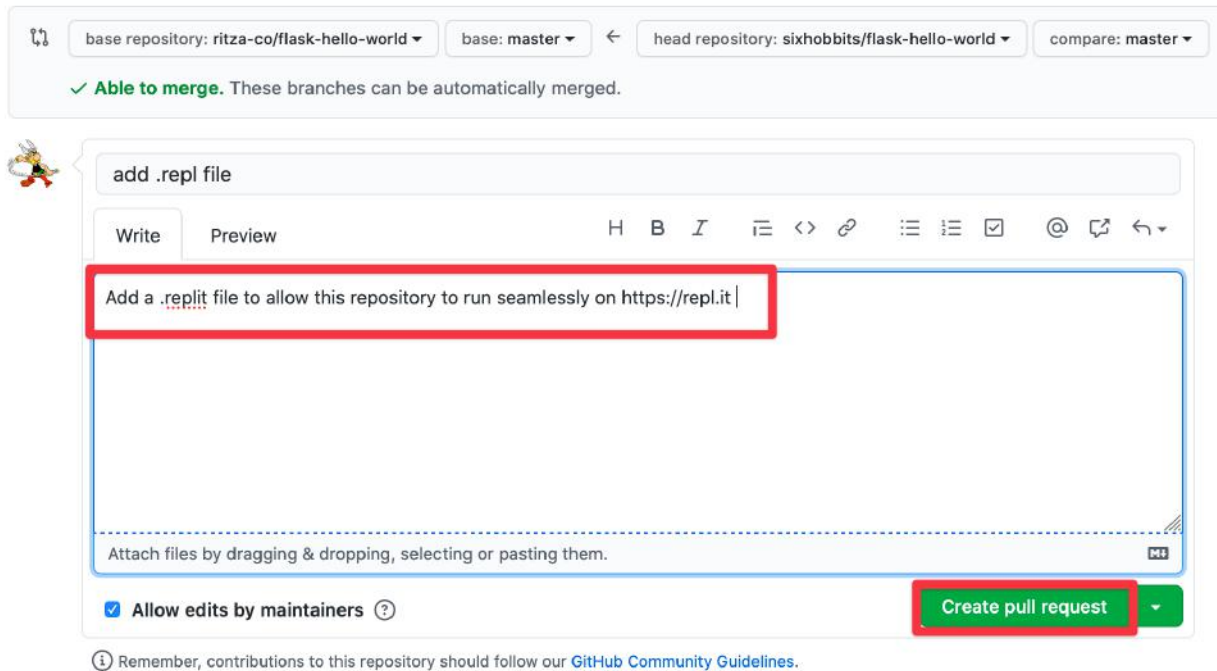 base repository: ritza-co/flask-hello-world base: master ← head repository: sixhobbits/flask-hello-world compare: master
✓ Able to merge. These branches can be automatically merged.
add .repl file
Write Preview H B I <> @
Add a .replit file to allow this repository to run seamlessly on https://repl.it
Attach files by dragging & dropping, selecting or pasting them. M↓
Allow edits by maintainers ? Create pull request
Remember, contributions to this repository should follow our GitHub Community Guidelines.